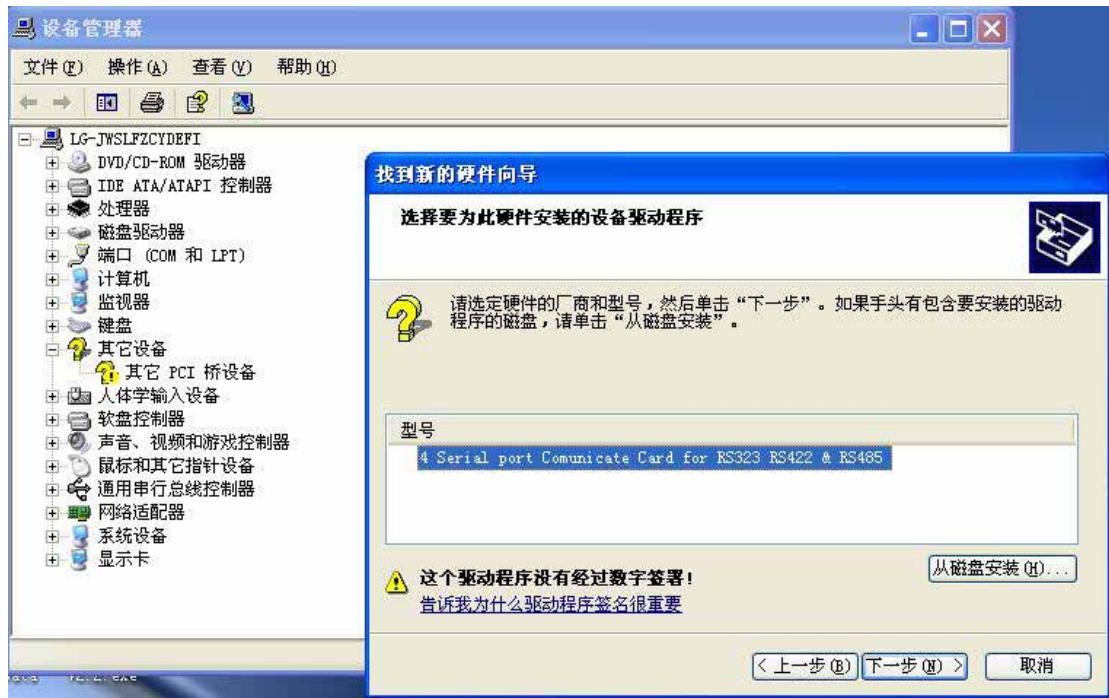 设备管理器
文件(F) 操作(A) 查看(V) 帮助(H)
LG-JWSLFZCYDEFI
DVD/CD-ROM 驱动器
IDE ATA/ATAPI 控制器
处理器
磁盘驱动器
端口 (COM 和 LPT)
计算机
监视器
键盘
其它设备
其它 PCI 桥设备
人体学输入设备
软盘控制器
声音、视频和游戏控制器
鼠标和其它指针设备
通用串行总线控制器
网络适配器
系统设备
显示卡
找到新的硬件向导
选择要为此硬件安装的设备驱动程序
请选定硬件的厂商和型号，然后单击“下一步”。如果手头有包含要安装的驱动
程序的磁盘，请单击“从磁盘安装”。
型号
4 Serial port Comunicate Card for RS323 RS422 & RS485
从磁盘安装(H)...
这个驱动程序没有经过数字签署!
告诉我为什么驱动程序签名很重要
< 上一步(B) 下一步(N) > 取消